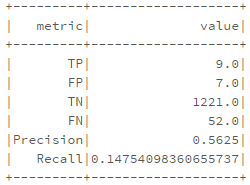 +---------+-------------------+
|   metric|              value|
+---------+-------------------+
|       TP|                9.0|
|       FP|                7.0|
|       TN|             1221.0|
|       FN|               52.0|
|Precision|             0.5625|
|   Recall|0.14754098360655737|
+---------+-------------------+